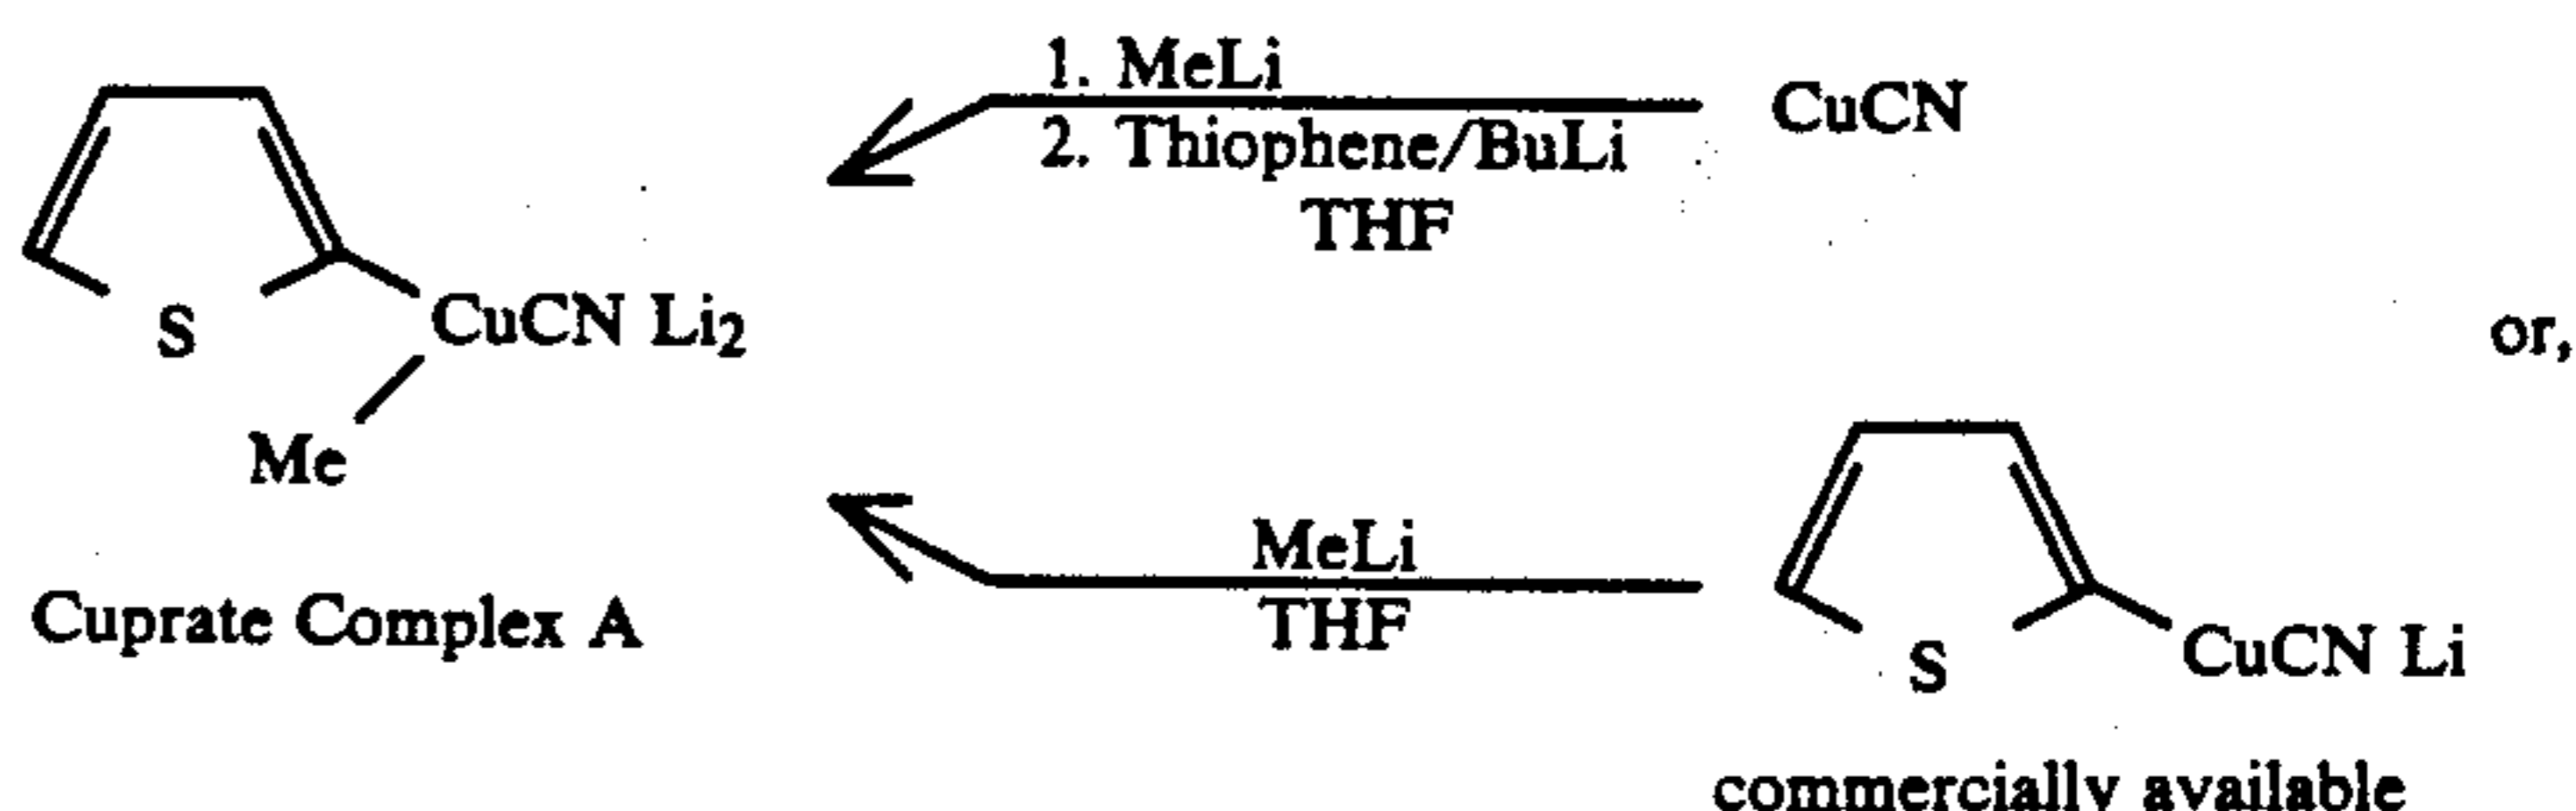 1. MeLi
2. Thiophene/BuLi
THF
CuCN
S
CuCN Li2
Me
or,
Cuprate Complex A
MeLi
THF
S
CuCN Li
commercially available